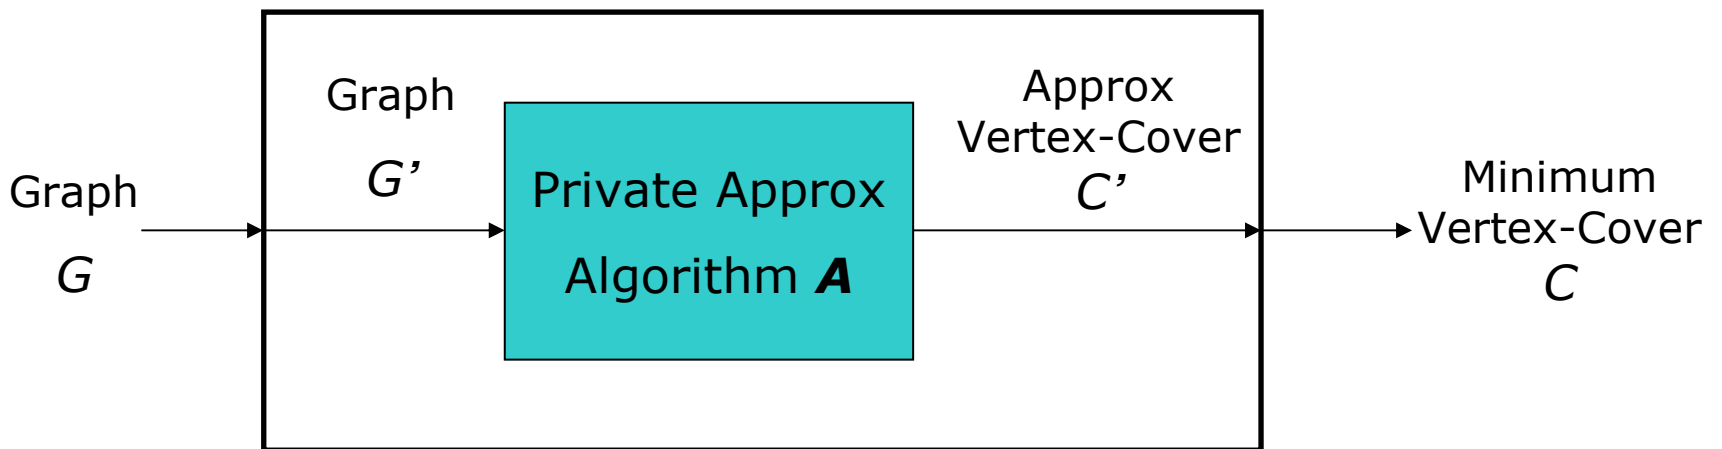 Graph
G
Graph
G’
Private Approx
Algorithm A
Approx
Vertex-Cover
C’
Minimum
Vertex-Cover
C